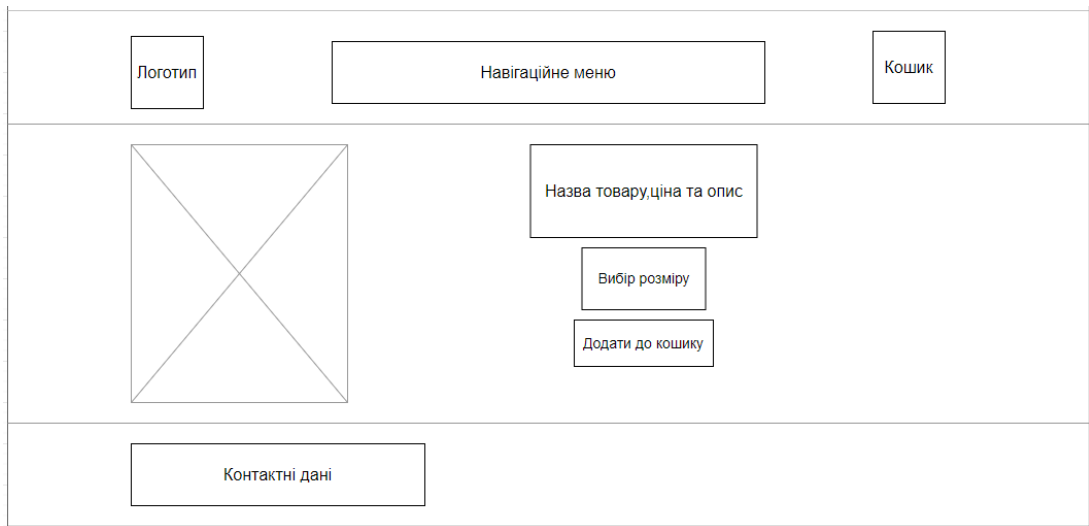 Логотип
Навігаційне меню
Кошик
Назва товару,ціна та опис
Вибір розміру
Додати до кошику
Контактні дані